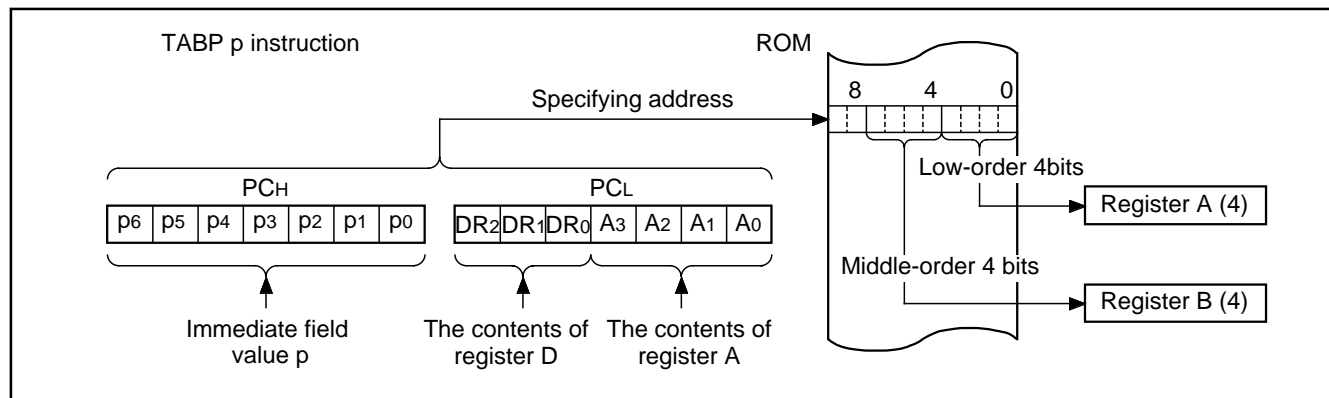 TABP p instruction
ROM
8 4 0
Specifying address
Low-order 4bits
PCH PCL
p6 p5 p4 p3 p2 p1 p0 DR2 DR1 DR0 A3 A2 A1 A0
Register A (4)
Middle-order 4 bits
Register B (4)
Immediate field
value p
The contents of
register D
The contents of
register A